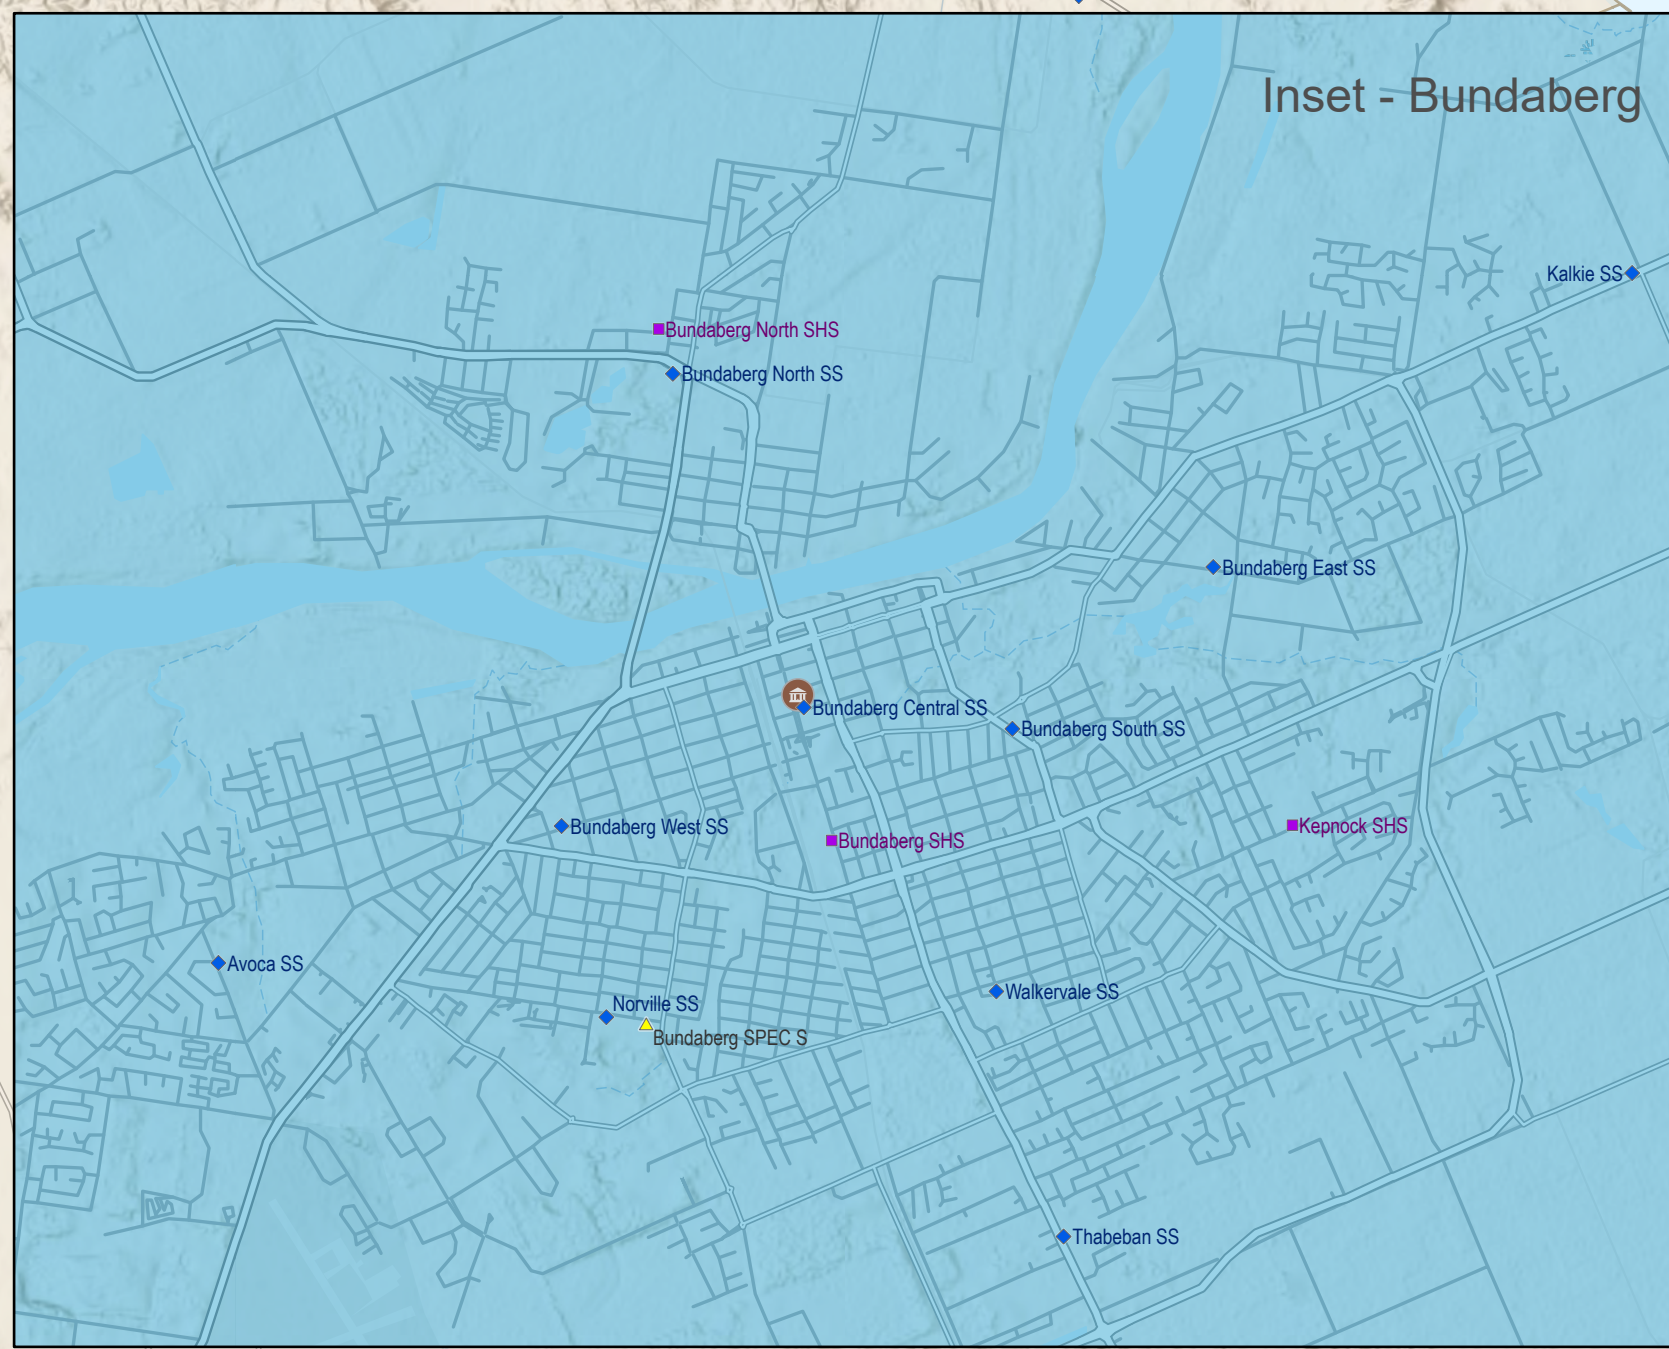 Inset - Bundaberg
Kalkie SS
Bundaberg North SHS
Bundaberg North SS
Bundaberg East SS
Bundaberg Central SS
Bundaberg South SS
Bundaberg West SS
Bundaberg SHS
Kepnock SHS
Avoca SS
Norville SS
Walkervale SS
Bundaberg SPEC S
Thabeban SS